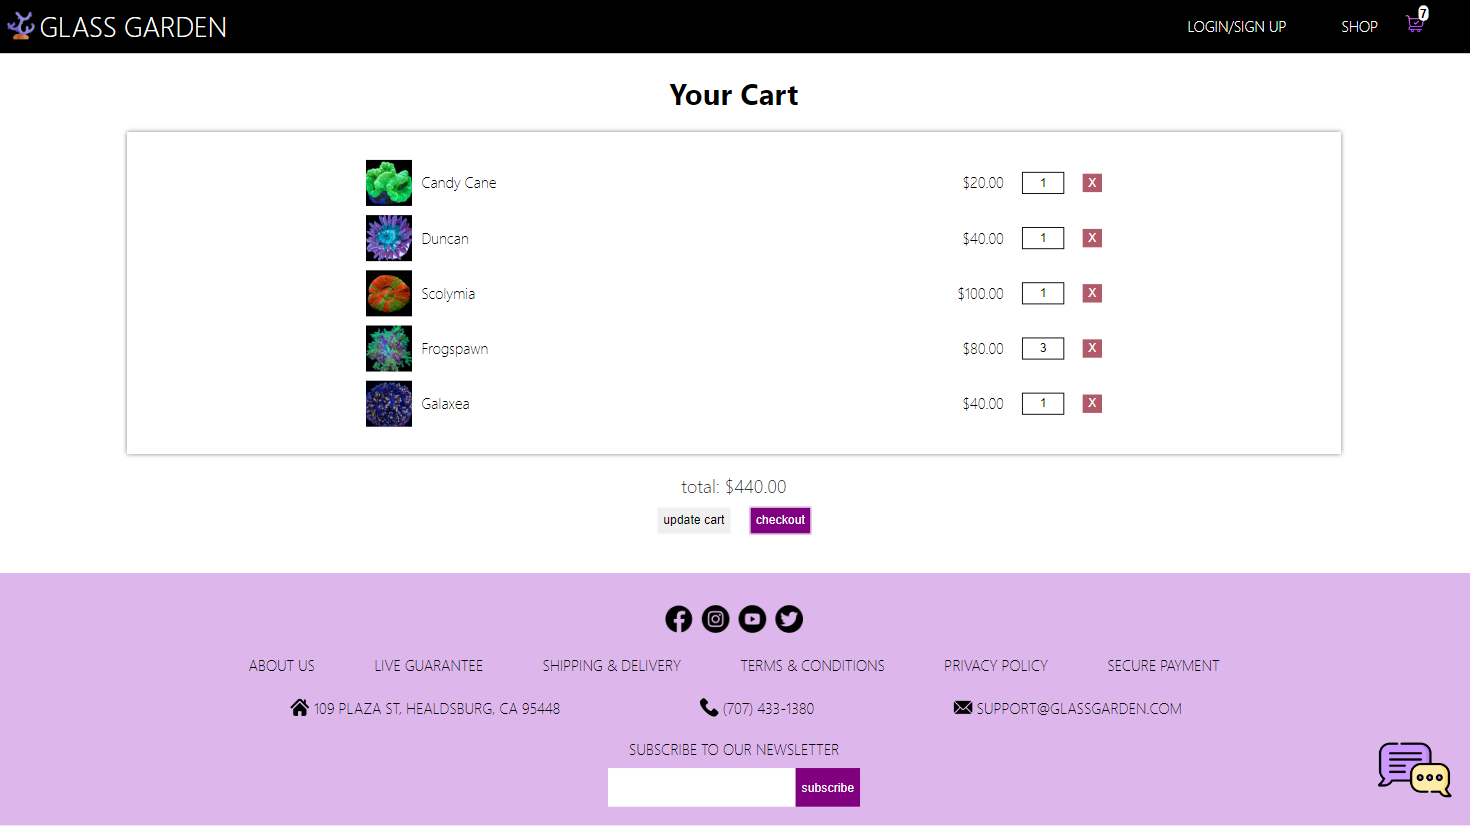 GLASS GARDEN
LOGIN/SIGN UP SHOP 7
Your Cart
Candy Cane $20.00 1 X
Duncan $40.00 1 X
Scolymia $100.00 1 X
Frogspawn $80.00 3 X
Galaxea $40.00 1 X
total: $440.00
update cart checkout
ABOUT US LIVE GUARANTEE SHIPPING & DELIVERY TERMS & CONDITIONS PRIVACY POLICY SECURE PAYMENT
109 PLAZA ST, HEALDSBURG, CA 95448 (707) 433-1380 SUPPORT@GLASSGARDEN.COM
SUBSCRIBE TO OUR NEWSLETTER
subscribe